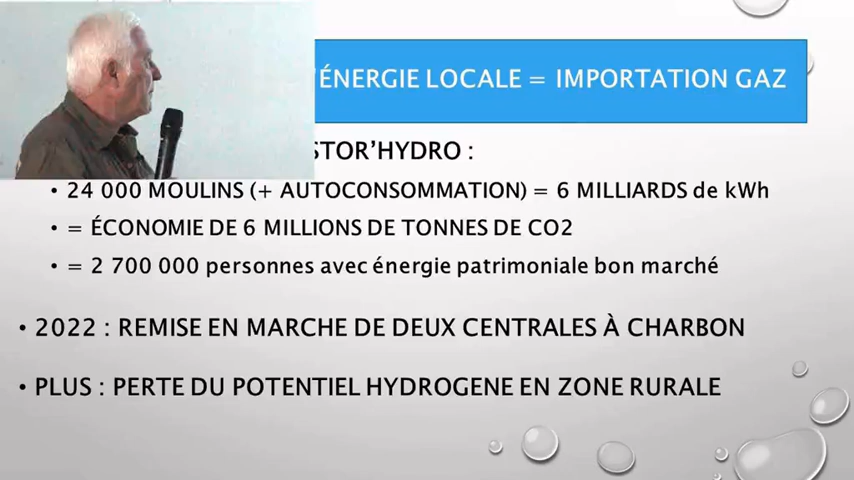 'ÉNERGIE LOCALE = IMPORTATION GAZ
STOR'HYDRO :
• 24 000 MOULINS (+ AUTOCONSOMMATION) = 6 MILLIARDS de kWh
• = ÉCONOMIE DE 6 MILLIONS DE TONNES DE CO2
• = 2 700 000 personnes avec énergie patrimoniale bon marché
• 2022 : REMISE EN MARCHE DE DEUX CENTRALES À CHARBON
• PLUS : PERTE DU POTENTIEL HYDROGENE EN ZONE RURALE